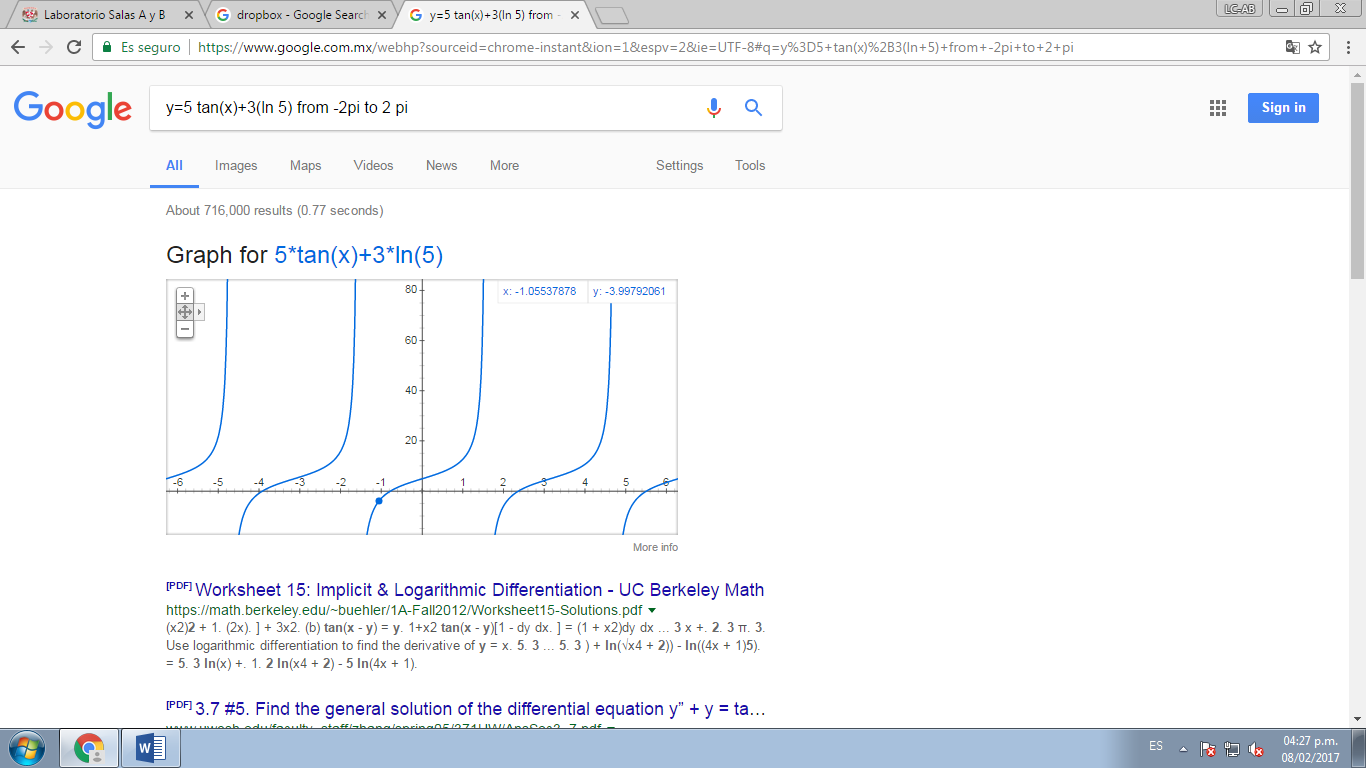 LC-AB
Laboratorio Salas A y B
dropbox - Google Search
y=5 tan(x)+3(ln 5) from -
Es seguro
https://www.google.com.mx/webhp?sourceid=chrome-instant&ion=1&espv=2&ie=UTF-8#q=y%3D5+tan(x)%2B3(ln+5)+from+-2pi+to+2+pi
Google
y=5 tan(x)+3(ln 5) from -2pi to 2 pi
Sign in
All Images Maps Videos News More Settings Tools
About 716,000 results (0.77 seconds)
Graph for 5*tan(x)+3*ln(5)
x: -1.05537878 y: -3.99792061
80
60
40
20
-6 -5 -4 -3 -2 -1 1 2 3 4 5 6
More info
[PDF] Worksheet 15: Implicit & Logarithmic Differentiation - UC Berkeley Math
https://math.berkeley.edu/~buehler/1A-Fall2012/Worksheet15-Solutions.pdf
(x2)2 + 1. (2x). ] + 3x2. (b) tan(x - y) = y. 1+x2 tan(x - y)[1 - dy dx. ] = (1 + x2)dy dx ... 3 x +. 2. 3 π. 3.
Use logarithmic differentiation to find the derivative of y = x. 5. 3 ... 5. 3 ) + ln(√x4 + 2)) - ln((4x + 1)5).
= 5. 3 ln(x) +. 1. 2 ln(x4 + 2) - 5 ln(4x + 1).
[PDF] 3.7 #5. Find the general solution of the differential equation y” + y = ta...
ES
04:27 p.m.
08/02/2017